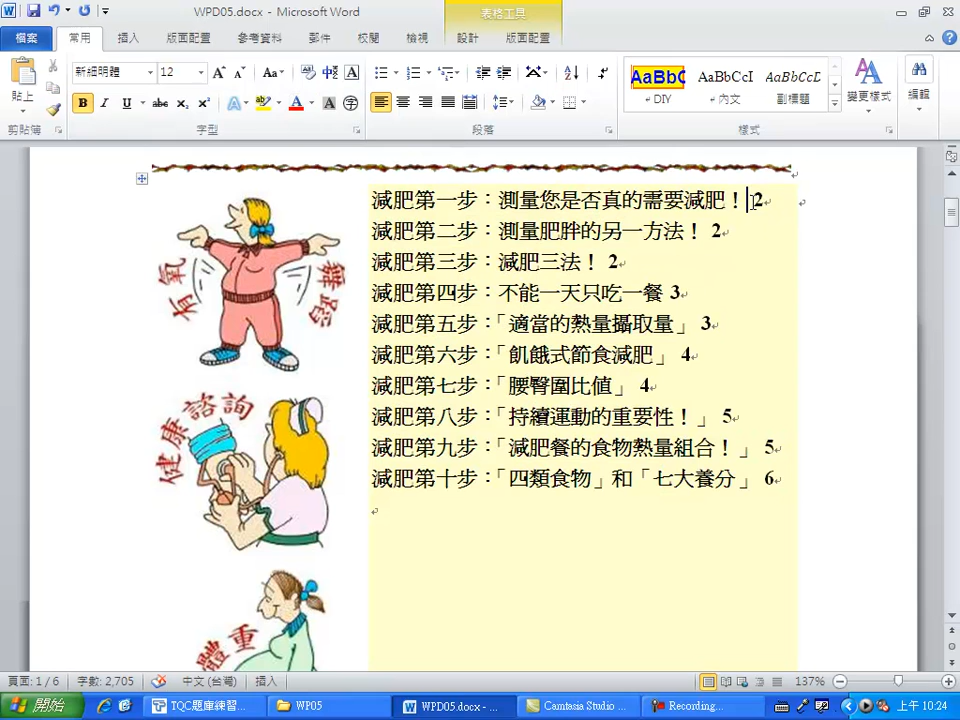 WPD05.docx - Microsoft Word
表格工具
檔案 常用 插入 版面配置 參考資料 郵件 校閱 檢視 設計 版面配置
新細明體 12
貼上
剪貼簿 字型 段落 樣式
AaBbC AaBbCcI AaBbCcD
DIY 內文 副標題 變更樣式 編輯
減肥第一步：測量您是否真的需要減肥！ 2
減肥第二步：測量肥胖的另一方法！ 2
減肥第三步：減肥三法！ 2
減肥第四步：不能一天只吃一餐 3
減肥第五步：「適當的熱量攝取量」 3
減肥第六步：「飢餓式節食減肥」 4
減肥第七步：「腰臀圍比值」 4
減肥第八步：「持續運動的重要性！」 5
減肥第九步：「減肥餐的食物熱量組合！」 5
減肥第十步：「四類食物」和「七大養分」 6
有氧
舞蹈
健康諮詢
體重
頁面: 1 / 6 字數: 2,705 中文 (台灣) 插入 137%
開始 TQC題庫練習... WP05 WPD05.docx - ... Camtasia Studio ... Recording... 上午 10:24